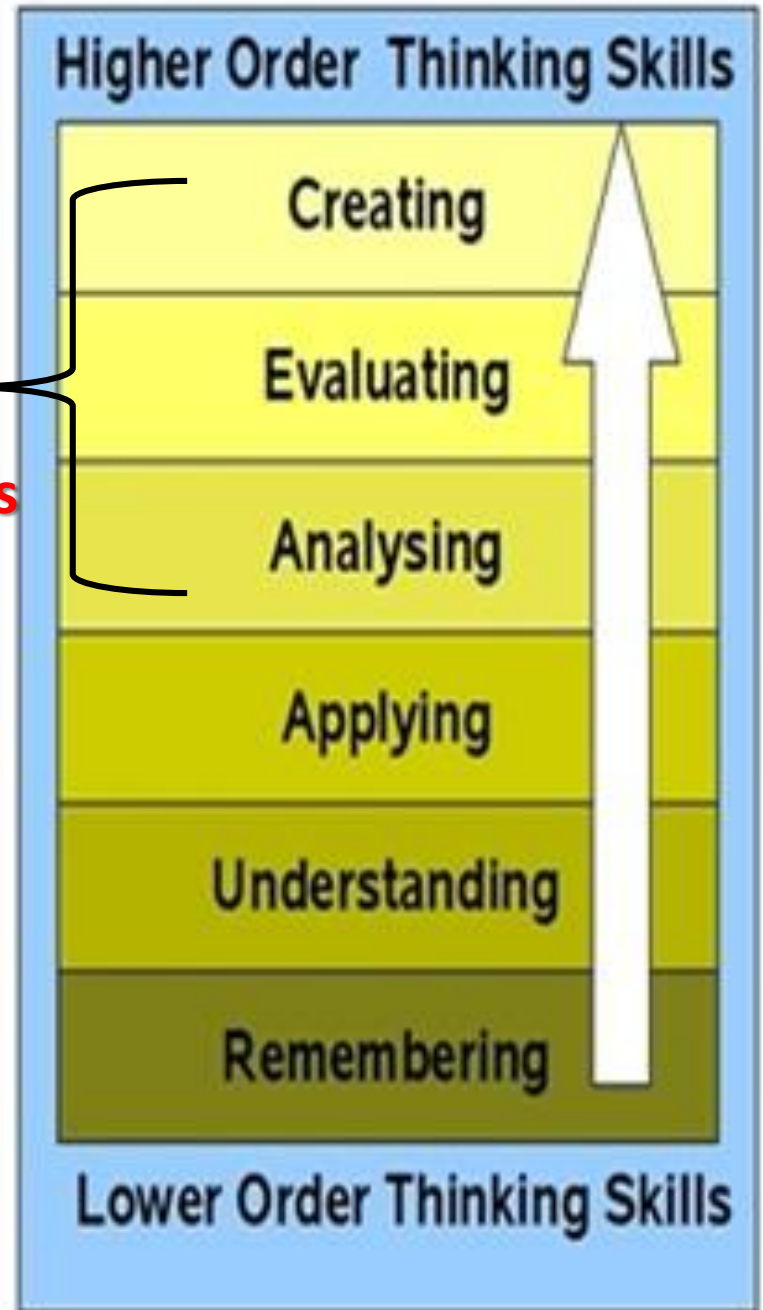 Higher Order Thinking Skills
Creating
Evaluating
s
Analysing
Applying
Understanding
Remembering
Lower Order Thinking Skills